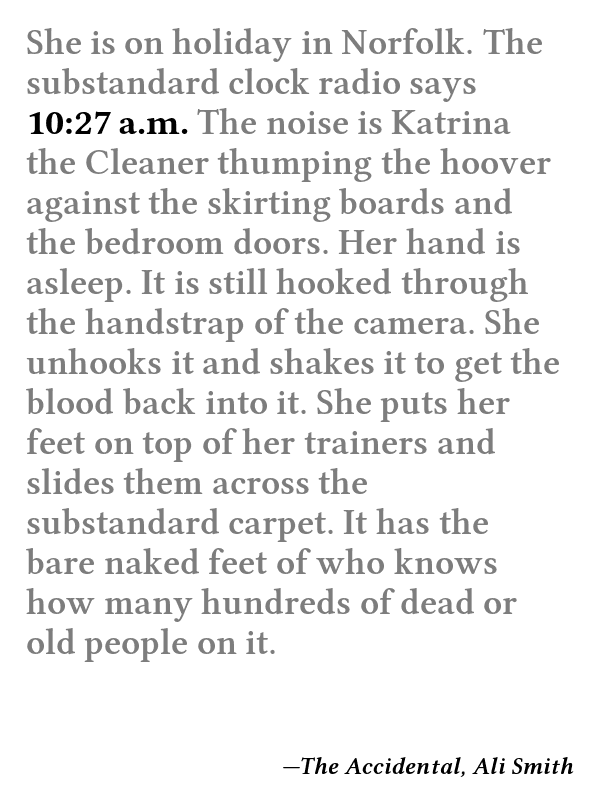 She is on holiday in Norfolk. The
substandard clock radio says
10:27 a.m. The noise is Katrina
the Cleaner thumping the hoover
against the skirting boards and
the bedroom doors. Her hand is
asleep. It is still hooked through
the handstrap of the camera. She
unhooks it and shakes it to get the
blood back into it. She puts her
feet on top of her trainers and
slides them across the
substandard carpet. It has the
bare naked feet of who knows
how many hundreds of dead or
old people on it.
—The Accidental, Ali Smith